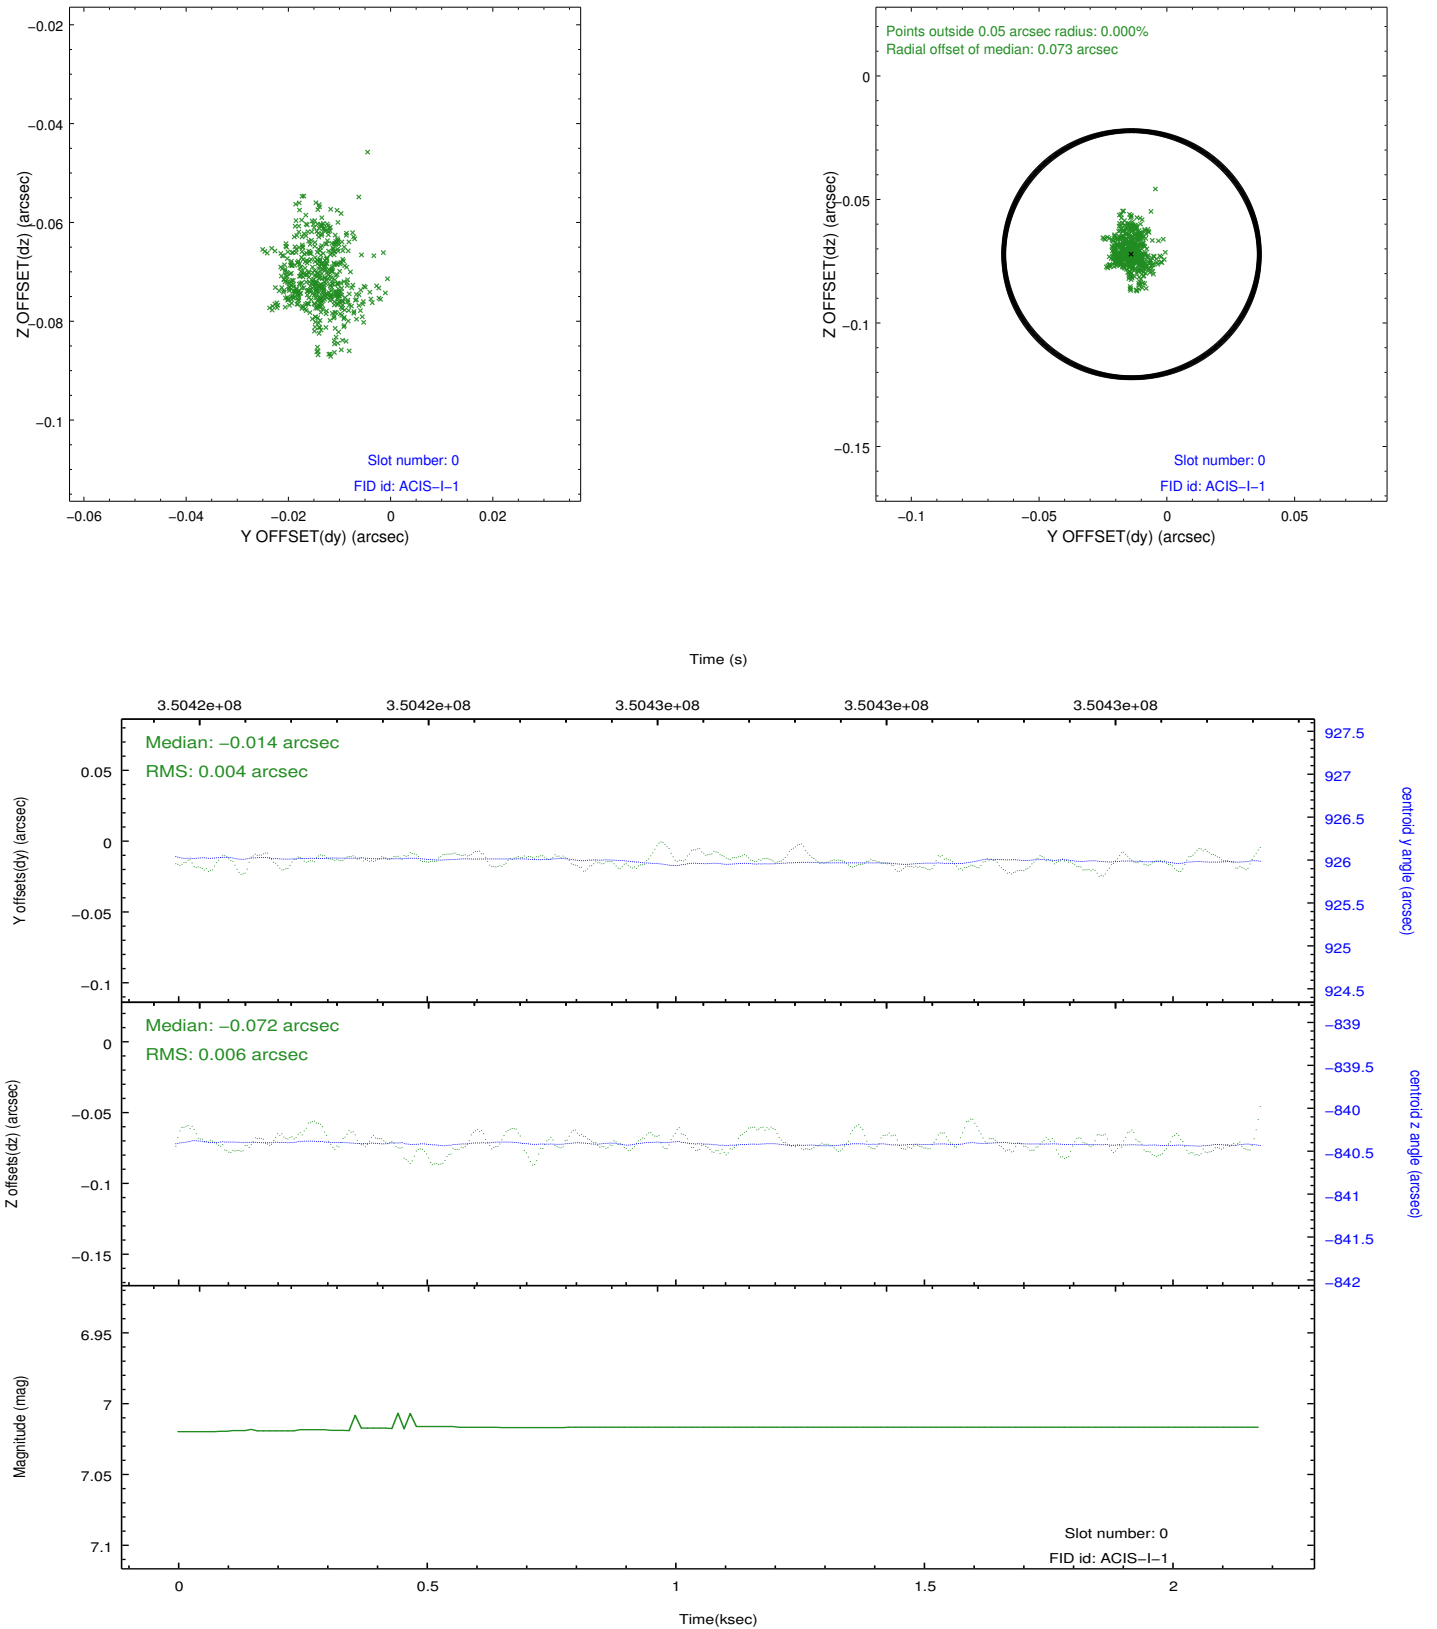 −0.02
−0.04
−0.06
−0.08
−0.1
Z OFFSET(dz) (arcsec)
Slot number: 0
FID id: ACIS−I−1
−0.06
−0.04
−0.02
0
0.02
Y OFFSET(dy) (arcsec)
Points outside 0.05 arcsec radius: 0.000%
Radial offset of median: 0.073 arcsec
0
−0.05
−0.1
−0.15
Z OFFSET(dz) (arcsec)
Slot number: 0
FID id: ACIS−I−1
−0.1
−0.05
0
0.05
Y OFFSET(dy) (arcsec)
Time (s)
3.5042e+08
3.5042e+08
3.5043e+08
3.5043e+08
3.5043e+08
Median: −0.014 arcsec
RMS: 0.004 arcsec
0.05
0
−0.05
−0.1
Y offsets(dy) (arcsec)
927.5
927
926.5
926
925.5
925
924.5
centroid y angle (arcsec)
Median: −0.072 arcsec
RMS: 0.006 arcsec
0
−0.05
−0.1
−0.15
Z offsets(dz) (arcsec)
−839
−839.5
−840
−840.5
−841
−841.5
−842
centroid z angle (arcsec)
6.95
7
7.05
7.1
Magnitude (mag)
Slot number: 0
FID id: ACIS−I−1
0
0.5
1
1.5
2
Time(ksec)